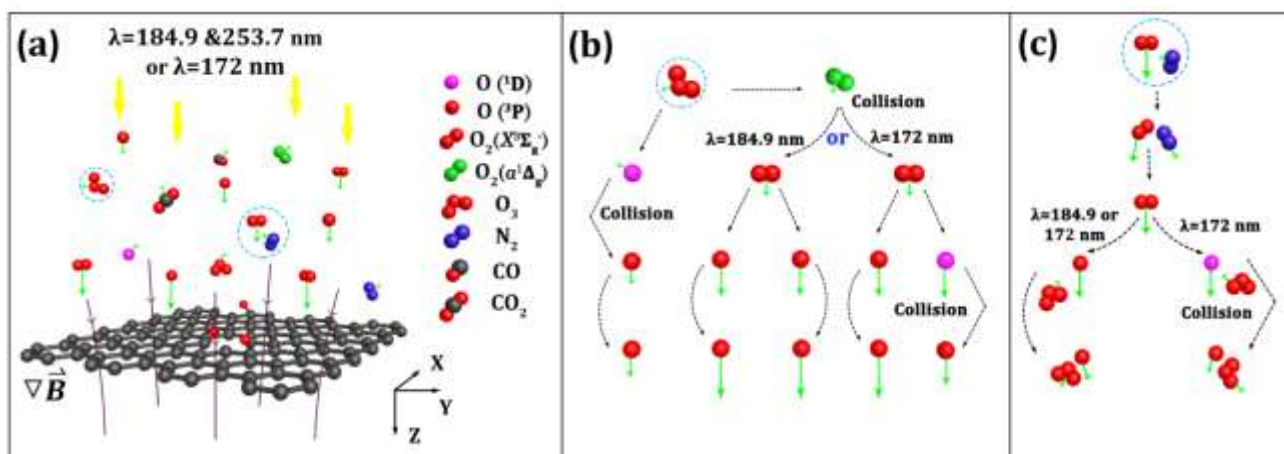 (a)
λ=184.9 &253.7 nm
or λ=172 nm
O (¹D)
O (³P)
O₂(X³Σg⁻)
O₂(a¹Δg)
O₃
N₂
CO
CO₂
∇B⃗
X
Y
Z
(b)
Collision
λ=184.9 nm
or
λ=172 nm
Collision
Collision
(c)
λ=184.9 or
172 nm
λ=172 nm
Collision